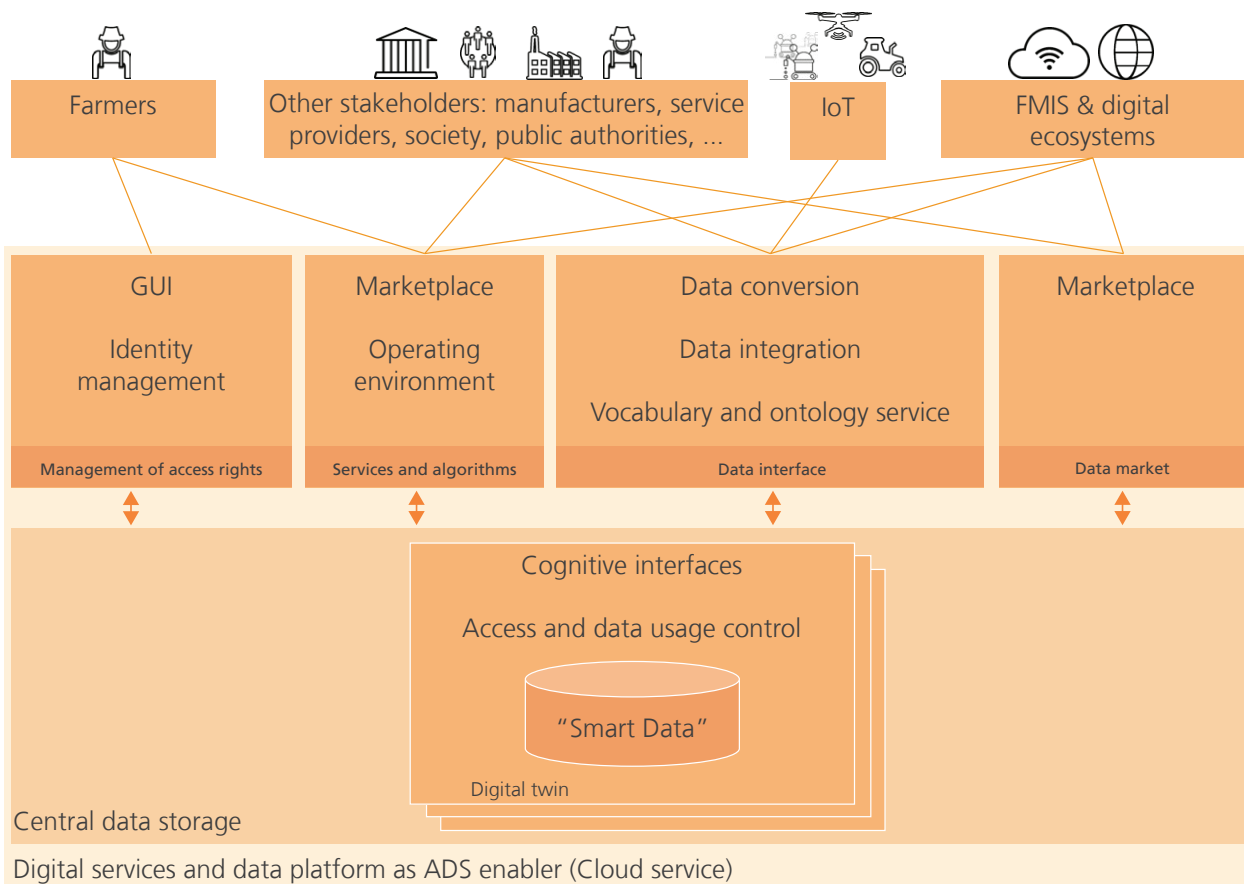 Farmers
Other stakeholders: manufacturers, service
providers, society, public authorities, ...
IoT
FMIS & digital
ecosystems
GUI
Identity
management
Management of access rights
Marketplace
Operating
environment
Services and algorithms
Data conversion
Data integration
Vocabulary and ontology service
Data interface
Marketplace
Data market
Cognitive interfaces
Access and data usage control
“Smart Data”
Digital twin
Central data storage
Digital services and data platform as ADS enabler (Cloud service)